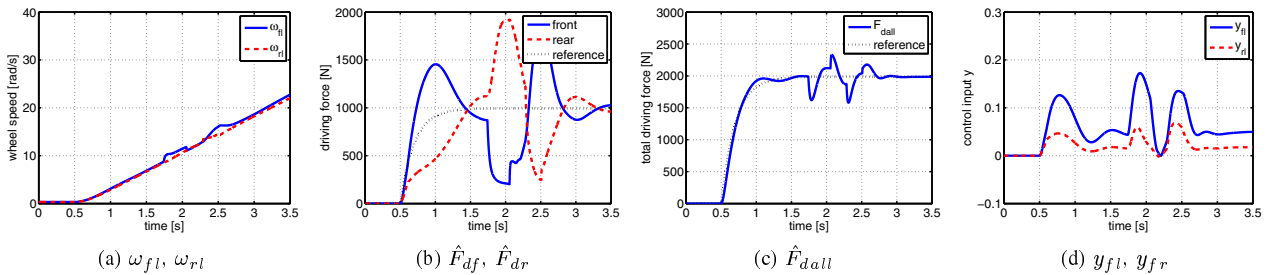 40
30
20
10
0
wheel speed [rad/s]
0 0.5 1 1.5 2 2.5 3 3.5
time [s]
ω_fl
ω_rl
(a) ω_fl, ω_rl
2000
1500
1000
500
0
driving force [N]
0 0.5 1 1.5 2 2.5 3 3.5
time [s]
front
rear
reference
(b) F̂_df, F̂_dr
3000
2500
2000
1500
1000
500
0
total driving force [N]
0 0.5 1 1.5 2 2.5 3 3.5
time [s]
F_dall
reference
(c) F̂_dall
0.3
0.2
0.1
0
−0.1
control input y
0 0.5 1 1.5 2 2.5 3 3.5
time [s]
y_fl
y_rl
(d) y_fl, y_fr